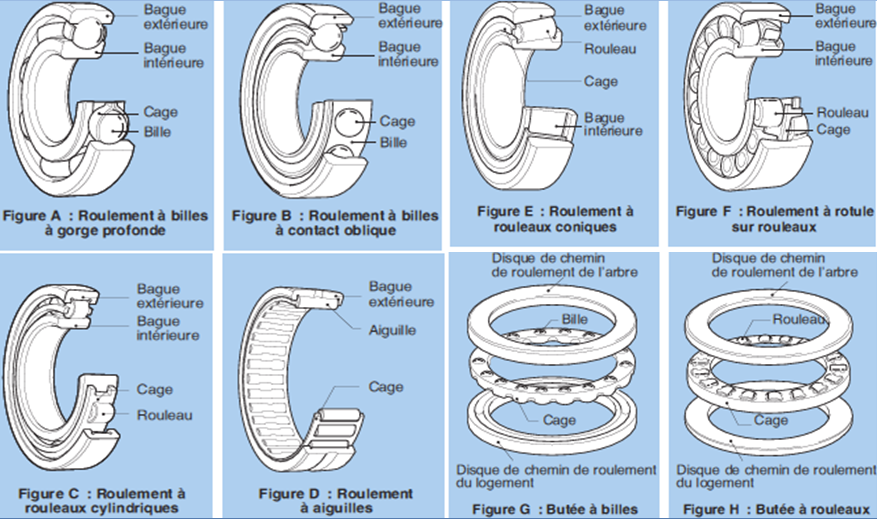 Bague
extérieure
Bague
intérieure
Cage
Bille
Figure A : Roulement à billes
à gorge profonde
Bague
extérieure
Bague
intérieure
Cage
Bille
Figure B : Roulement à billes
à contact oblique
Bague
extérieure
Rouleau
Cage
Bague
intérieure
Figure E : Roulement à
rouleaux coniques
Bague
extérieure
Bague
intérieure
Rouleau
Cage
Figure F : Roulement à rotule
sur rouleaux
Bague
extérieure
Bague
intérieure
Cage
Rouleau
Figure C : Roulement à
rouleaux cylindriques
Bague
extérieure
Aiguille
Cage
Figure D : Roulement
à aiguilles
Disque de chemin
de roulement de l'arbre
Bille
Cage
Disque de chemin de roulement
du logement
Figure G : Butée à billes
Disque de chemin
de roulement de l'arbre
Rouleau
Cage
Disque de chemin de roulement
du logement
Figure H : Butée à rouleaux